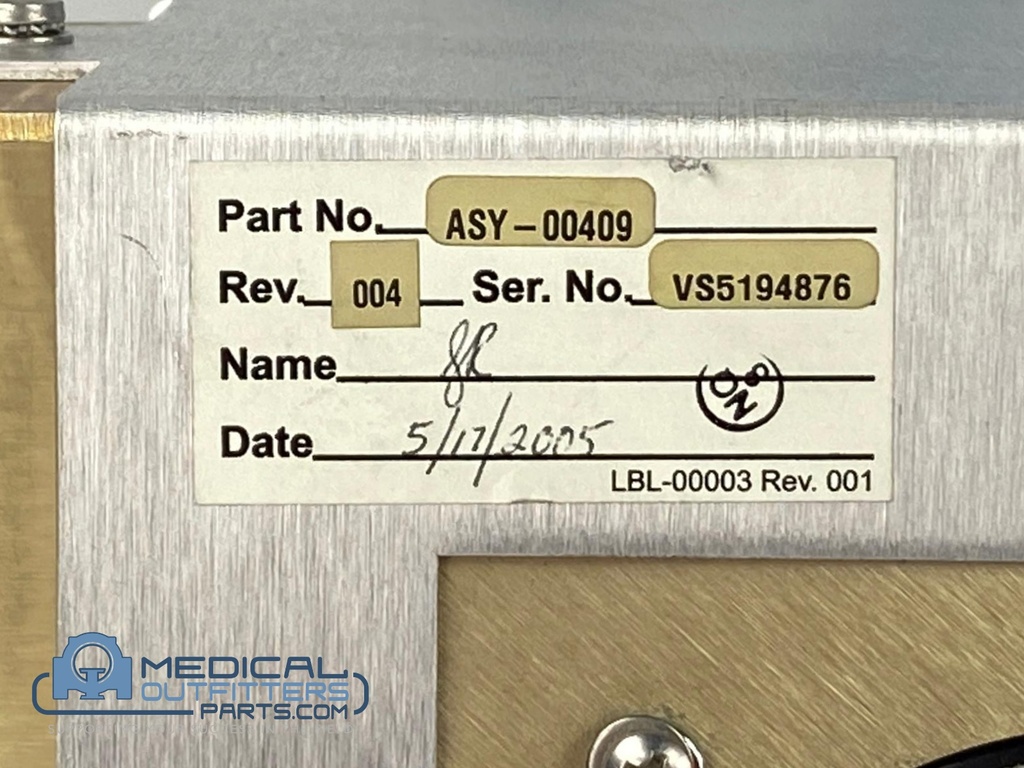 Part No. ASY-00409
Rev. 004 Ser. No. VS5194876
Name
Date 5/17/2005
LBL-00003 Rev. 001
MEDICAL
OUTFITTERS
PARTS.COM